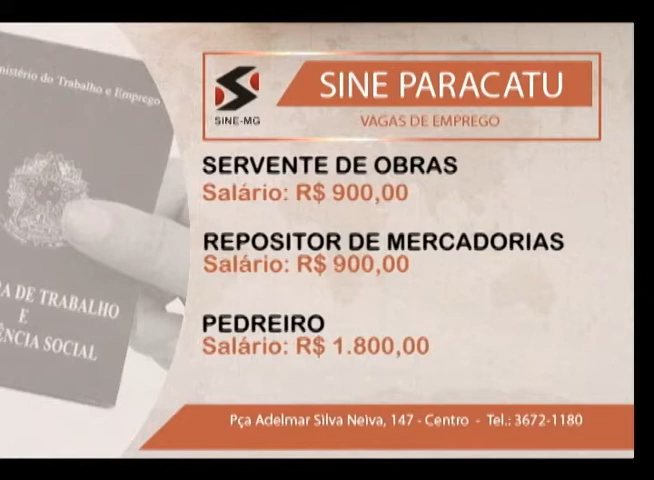 nistério do Trabalho e Emprego
A DE TRABALHO
E
ÊNCIA SOCIAL
SINE-MG
SINE PARACATU
VAGAS DE EMPREGO
SERVENTE DE OBRAS
Salário: R$ 900,00
REPOSITOR DE MERCADORIAS
Salário: R$ 900,00
PEDREIRO
Salário: R$ 1.800,00
Pça Adelmar Silva Neiva, 147 - Centro - Tel.: 3672-1180